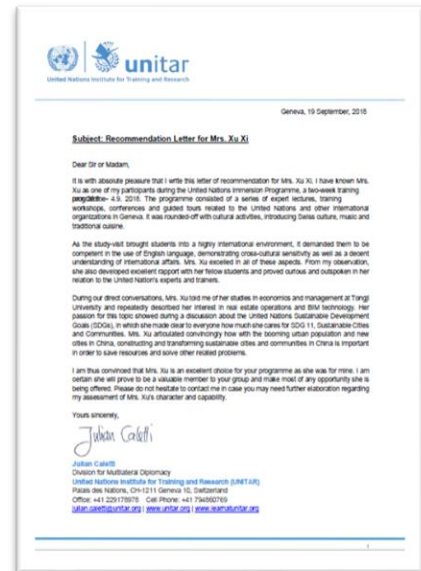 unitar
United Nations Institute for Training and Research
Geneva, 19 September, 2018
Subject: Recommendation Letter for Mrs. Xu Xi
Dear Sir or Madam,
It is with absolute pleasure that I write this letter of recommendation for Mrs. Xu Xi. I have known Mrs.
Xu as one of my participants during the United Nations Immersion Programme, a two-week training
– 4.9. 2018. The programme consisted of a series of expert lectures, training
workshops, conferences and guided tours related to the United Nations and other international
organizations in Geneva. It was rounded-off with cultural activities, introducing Swiss culture, music and
traditional cuisine.
As the study-visit brought students into a highly international environment, it demanded them to be
competent in the use of English language, demonstrating cross-cultural sensitivity as well as a decent
understanding of international affairs. Mrs. Xu excelled in all of these aspects. From my observation,
she also developed excellent rapport with her fellow students and proved curious and outspoken in her
relation to the United Nation's experts and trainers.
During our direct conversations, Mrs. Xu told me of her studies in economics and management at Tongji
University and repeatedly described her interest in real estate operations and BIM technology. Her
passion for this topic showed during a discussion about the United Nations Sustainable Development
Goals (SDGs), in which she made clear to everyone how much she cares for SDG 11, Sustainable Cities
and Communities. Mrs. Xu articulated convincingly how with the booming urban population and new
cities in China, constructing and transforming sustainable cities and communities in China is important
in order to save resources and solve other related problems.
I am thus convinced that Mrs. Xu is an excellent choice for your programme as she was for mine. I am
certain she will prove to be a valuable member to your group and make most of any opportunity she is
being offered. Please do not hesitate to contact me in case you may need further elaboration regarding
my assessment of Mrs. Xu's character and capability.
Yours sincerely,
Julian Caletti
Julian Caletti
Division for Multilateral Diplomacy
United Nations Institute for Training and Research (UNITAR)
Palais des Nations, CH-1211 Geneva 10, Switzerland
Office: +41 229178978 Cell Phone: +41 794860769
julian.caletti@unitar.org | www.unitar.org | www.learnatunitar.org